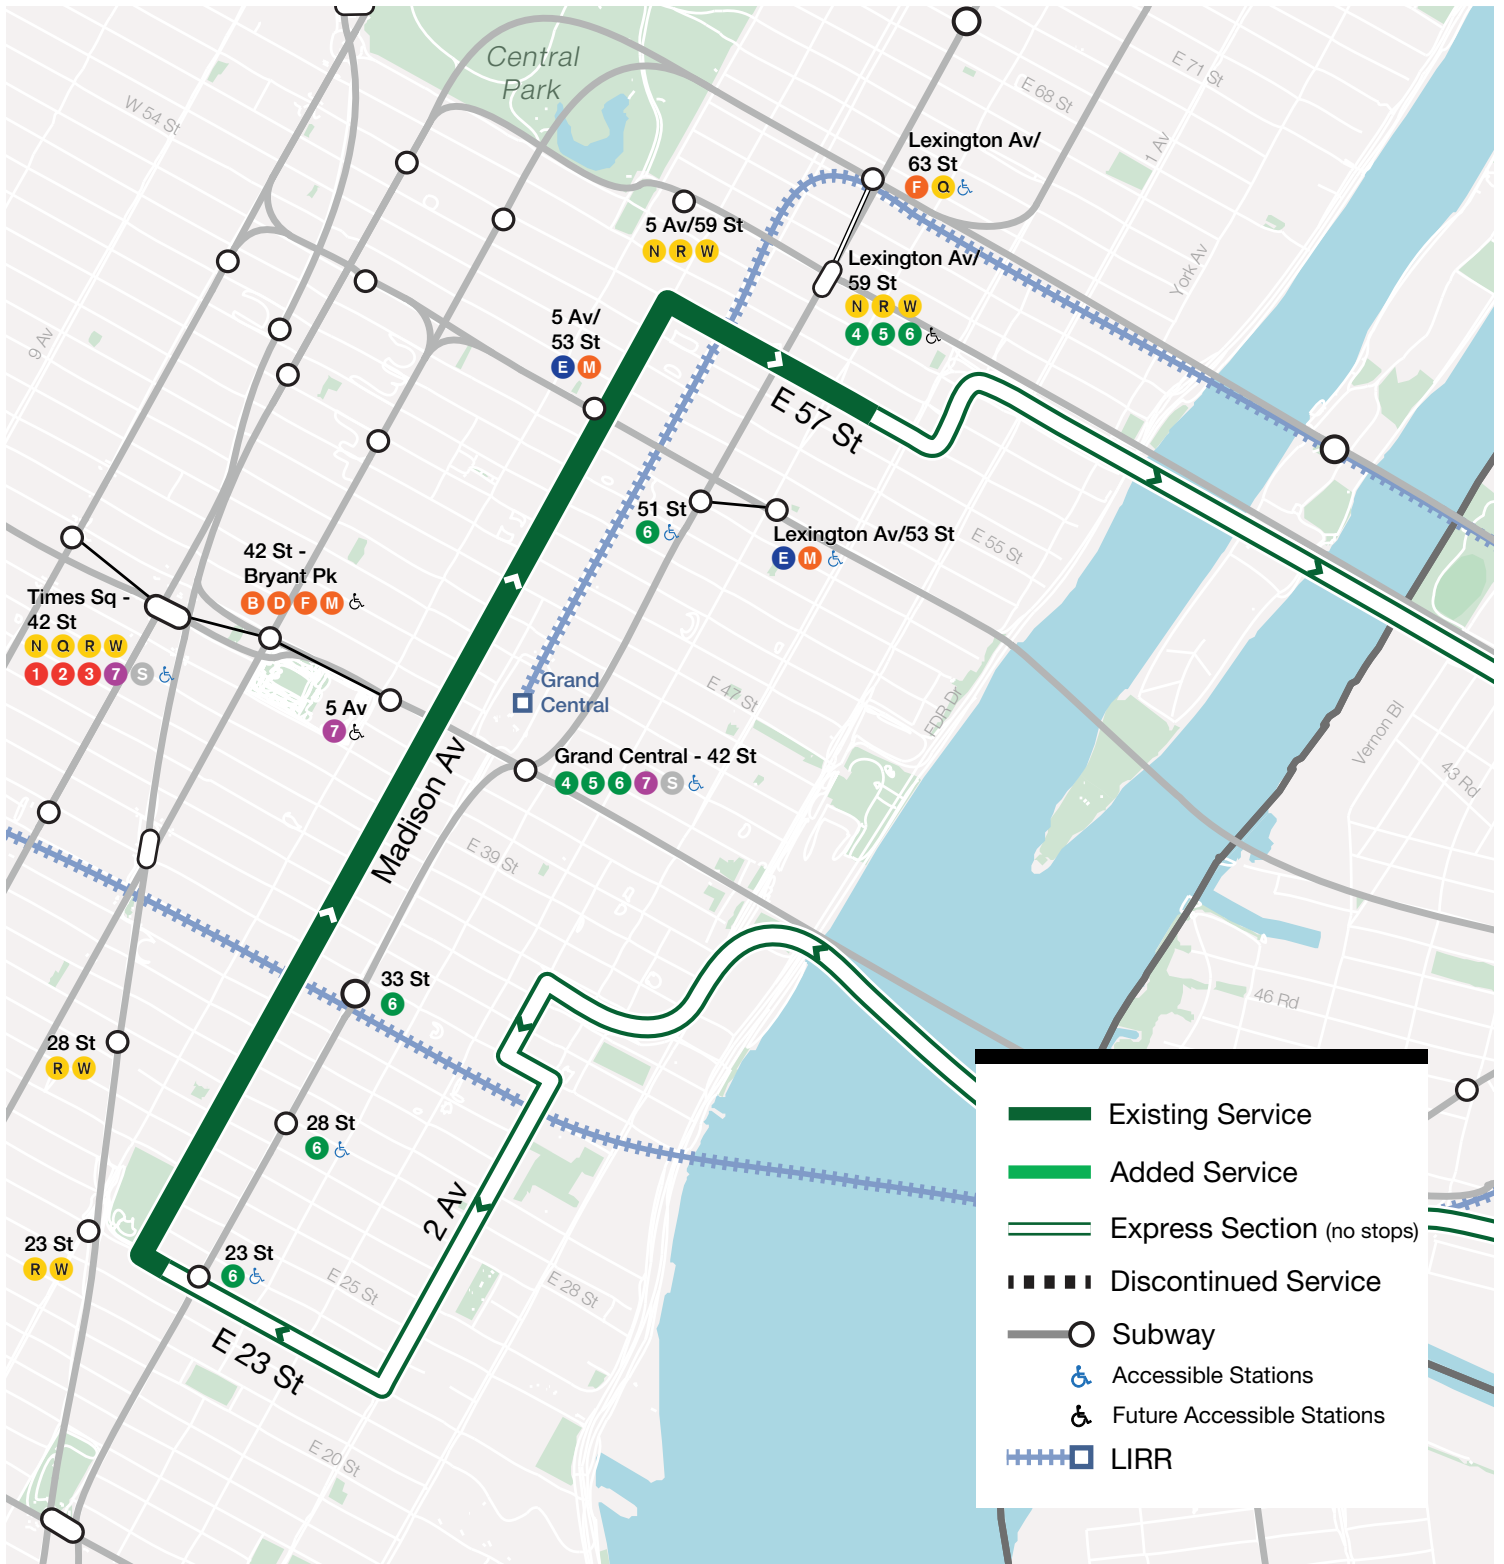 Central
Park
E 71 St
E 68 St
W 54 St
1 Av
Lexington Av/
63 St
F Q
5 Av/59 St
N R W
Lexington Av/
59 St
N R W
4 5 6
York Av
9 Av
5 Av/
53 St
E M
E 57 St
51 St
6
Lexington Av/53 St
E M
E 55 St
42 St -
Bryant Pk
B D F M
Times Sq -
42 St
N Q R W
1 2 3 7 S
5 Av
7
Grand
Central
E 47 St
FDR Dr
Vernon Bl
43 Rd
Madison Av
Grand Central - 42 St
4 5 6 7 S
E 39 St
33 St
6
46 Rd
28 St
R W
28 St
6
2 Av
23 St
R W
23 St
6
E 25 St
E 28 St
E 23 St
E 20 St
Existing Service
Added Service
Express Section (no stops)
Discontinued Service
Subway
Accessible Stations
Future Accessible Stations
LIRR